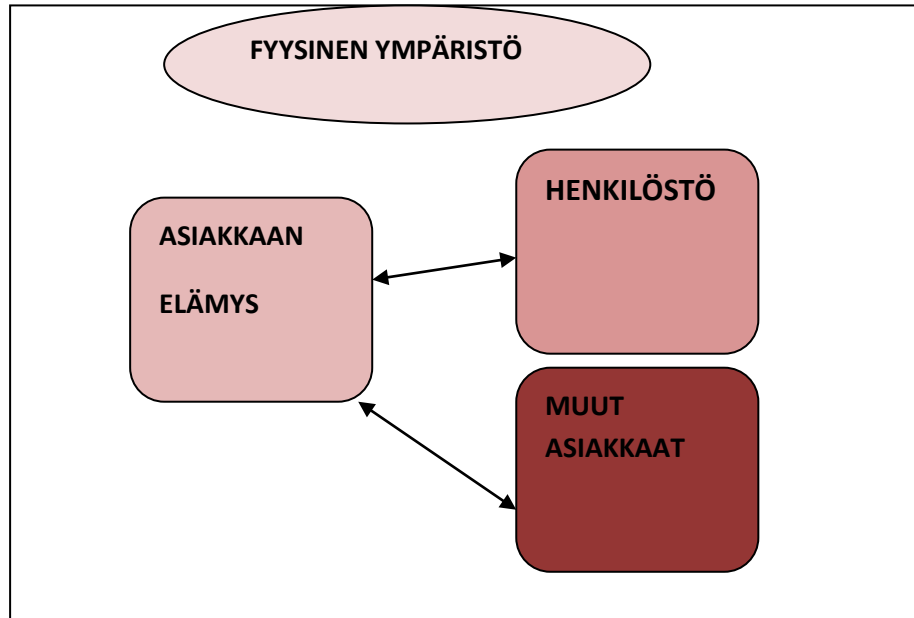 FYYSINEN YMPÄRISTÖ
ASIAKKAAN
ELÄMYS
HENKILÖSTÖ
MUUT
ASIAKKAAT